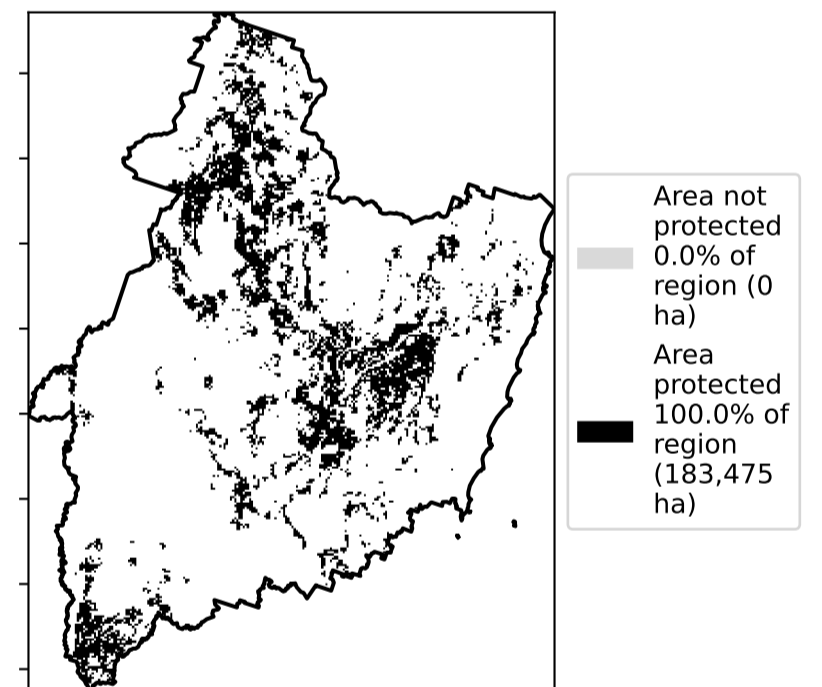 Area not
protected
0.0% of
region (0
ha)
Area
protected
100.0% of
region
(183,475
ha)